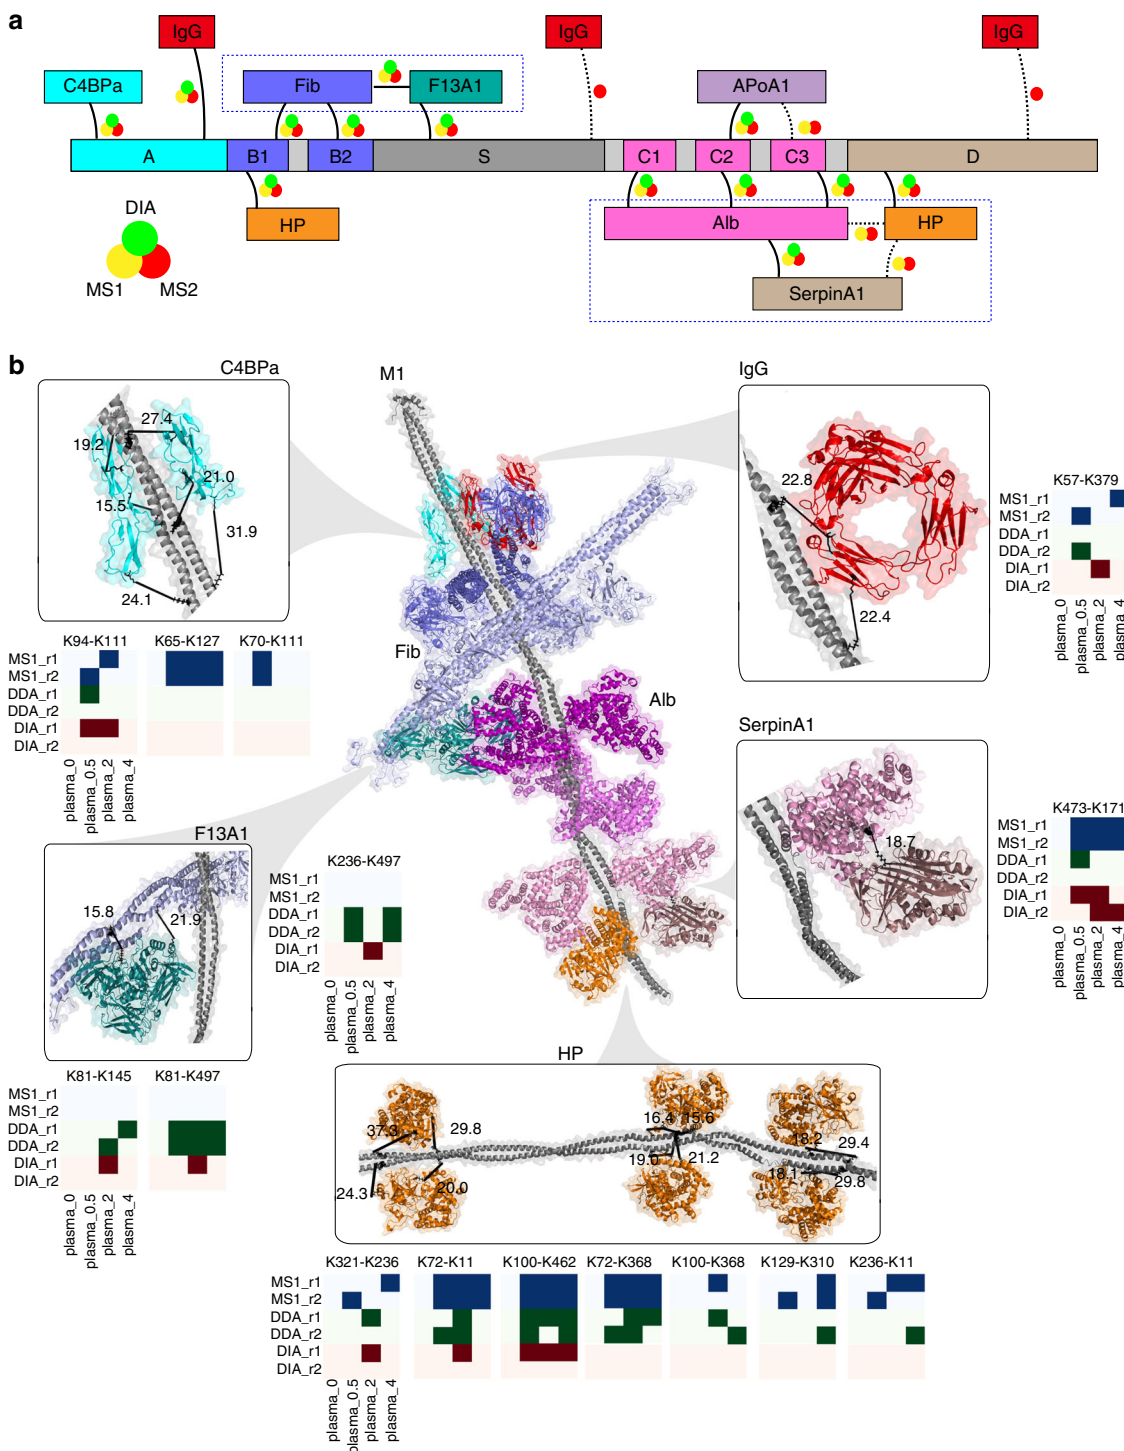 a
IgG
IgG
IgG
C4BPa
Fib
F13A1
APoA1
A
B1
B2
S
C1
C2
C3
D
HP
Alb
HP
SerpinA1
DIA
MS1
MS2
b
C4BPa
M1
IgG
27.4
19.2
21.0
15.5
31.9
24.1
22.8
22.4
K57-K379
MS1_r1
MS1_r2
DDA_r1
DDA_r2
DIA_r1
DIA_r2
plasma_0
plasma_0.5
plasma_2
plasma_4
Fib
Alb
K94-K111
K65-K127
K70-K111
MS1_r1
MS1_r2
DDA_r1
DDA_r2
DIA_r1
DIA_r2
plasma_0
plasma_0.5
plasma_2
plasma_4
SerpinA1
18.7
K473-K171
MS1_r1
MS1_r2
DDA_r1
DDA_r2
DIA_r1
DIA_r2
plasma_0
plasma_0.5
plasma_2
plasma_4
F13A1
15.8
21.9
K236-K497
MS1_r1
MS1_r2
DDA_r1
DDA_r2
DIA_r1
DIA_r2
plasma_0
plasma_0.5
plasma_2
plasma_4
K81-K145
K81-K497
MS1_r1
MS1_r2
DDA_r1
DDA_r2
DIA_r1
DIA_r2
plasma_0
plasma_0.5
plasma_2
plasma_4
HP
37.3
29.8
24.3
20.0
16.4
15.6
19.0
21.2
18.2
29.4
18.1
29.8
K321-K236
K72-K11
K100-K462
K72-K368
K100-K368
K129-K310
K236-K11
MS1_r1
MS1_r2
DDA_r1
DDA_r2
DIA_r1
DIA_r2
plasma_0
plasma_0.5
plasma_2
plasma_4